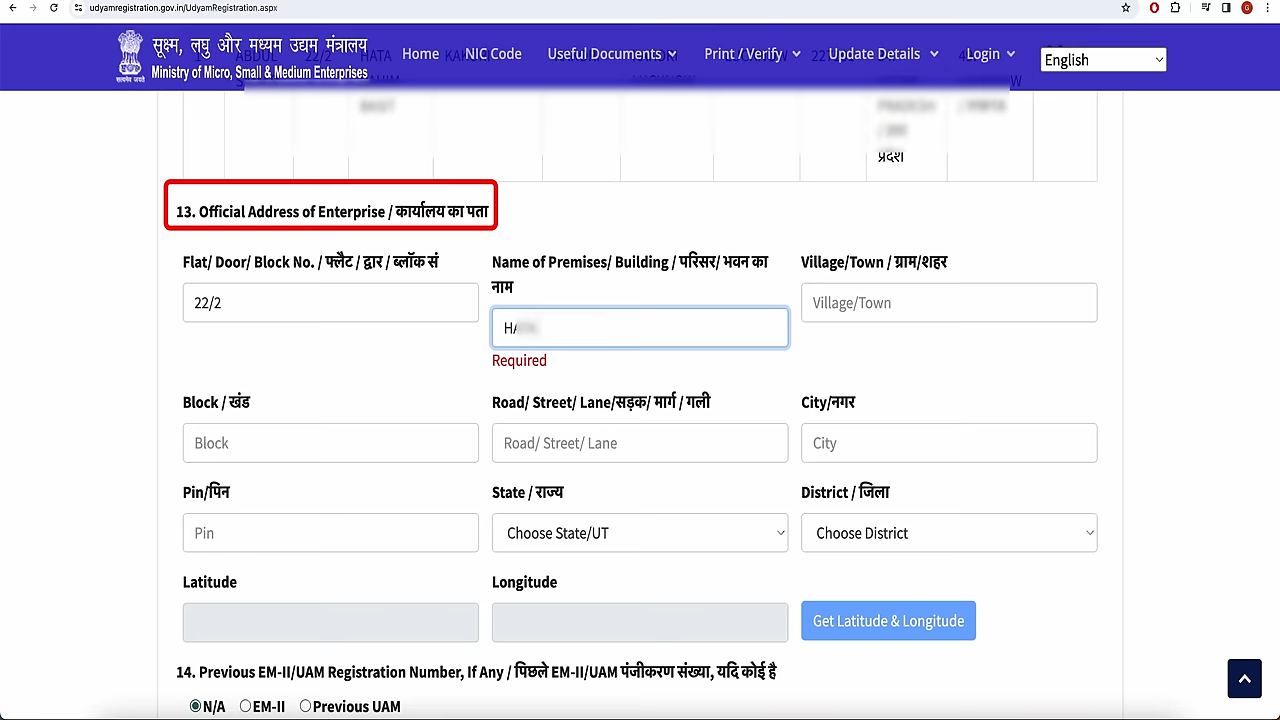 udyamregistration.gov.in/UdyamRegistration.aspx
सूक्ष्म, लघु और मध्यम उद्यम मंत्रालय
Ministry of Micro, Small & Medium Enterprises
सत्यमेव जयते
Home NIC Code Useful Documents Print / Verify Update Details Login English
प्रदेश
13. Official Address of Enterprise / कार्यालय का पता
Flat/ Door/ Block No. / फ्लैट / द्वार / ब्लॉक सं Name of Premises/ Building / परिसर/ भवन का नाम Village/Town / ग्राम/शहर
22/2 Village/Town
Required
Block / खंड Road/ Street/ Lane/सड़क/ मार्ग / गली City/नगर
Block Road/ Street/ Lane City
Pin/पिन State / राज्य District / जिला
Pin Choose State/UT Choose District
Latitude Longitude
Get Latitude & Longitude
14. Previous EM-II/UAM Registration Number, If Any / पिछले EM-II/UAM पंजीकरण संख्या, यदि कोई है
N/A EM-II Previous UAM